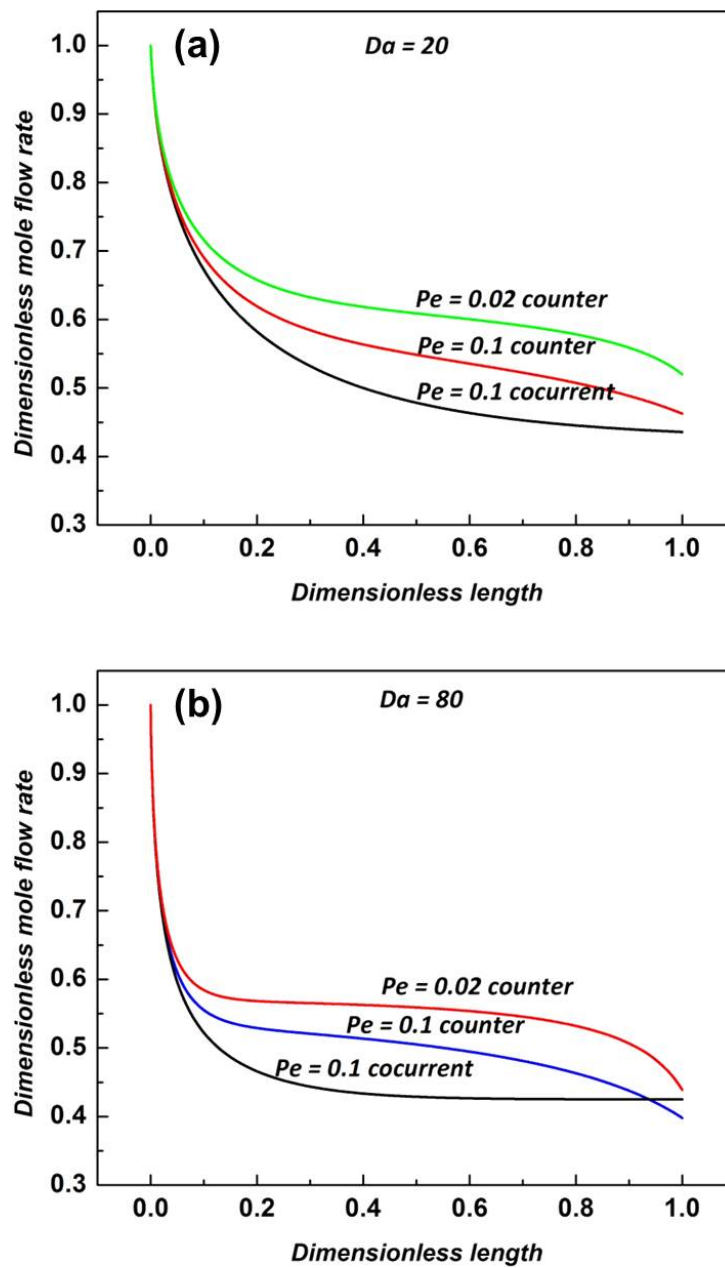 (a)
Da = 20
1.0
0.9
0.8
0.7
0.6
0.5
0.4
0.3
Dimensionless mole flow rate
Pe = 0.02 counter
Pe = 0.1 counter
Pe = 0.1 cocurrent
0.0 0.2 0.4 0.6 0.8 1.0
Dimensionless length
(b)
Da = 80
1.0
0.9
0.8
0.7
0.6
0.5
0.4
0.3
Dimensionless mole flow rate
Pe = 0.02 counter
Pe = 0.1 counter
Pe = 0.1 cocurrent
0.0 0.2 0.4 0.6 0.8 1.0
Dimensionless length